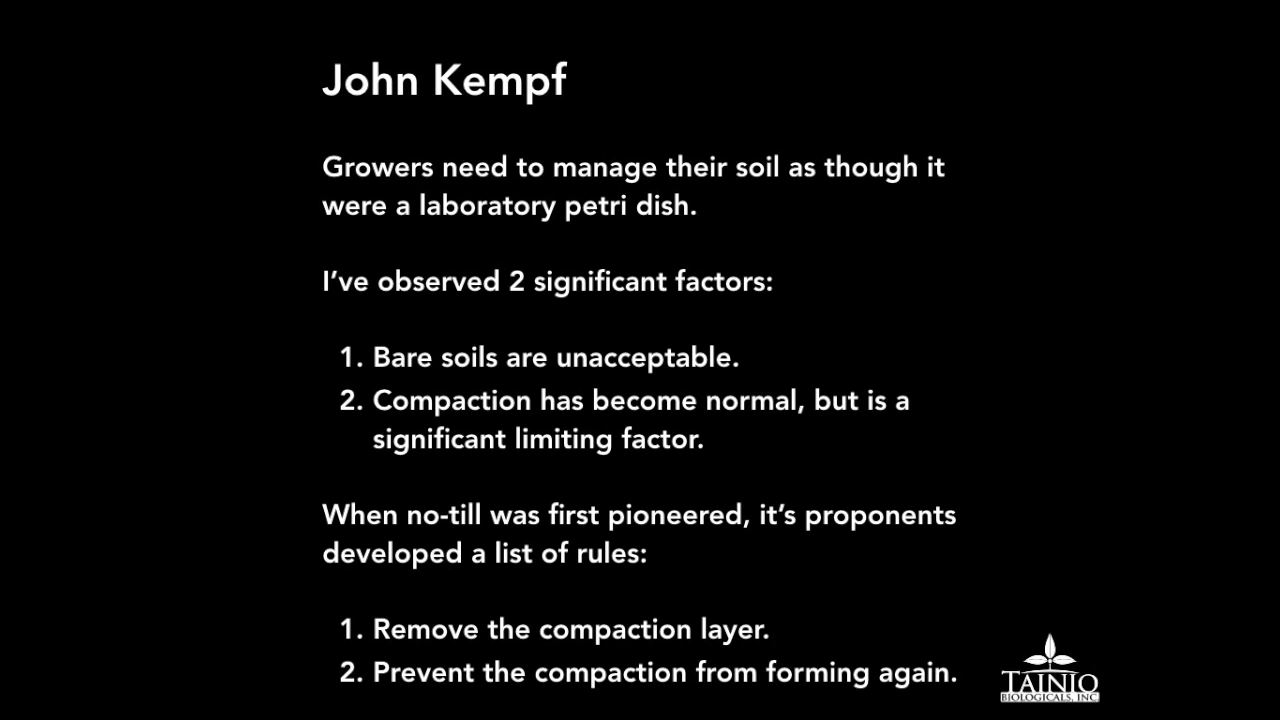 John Kempf
Growers need to manage their soil as though it
were a laboratory petri dish.
I've observed 2 significant factors:
1. Bare soils are unacceptable.
2. Compaction has become normal, but is a
significant limiting factor.
When no-till was first pioneered, it's proponents
developed a list of rules:
1. Remove the compaction layer.
2. Prevent the compaction from forming again.
TAINIO
BIOLOGICALS, INC